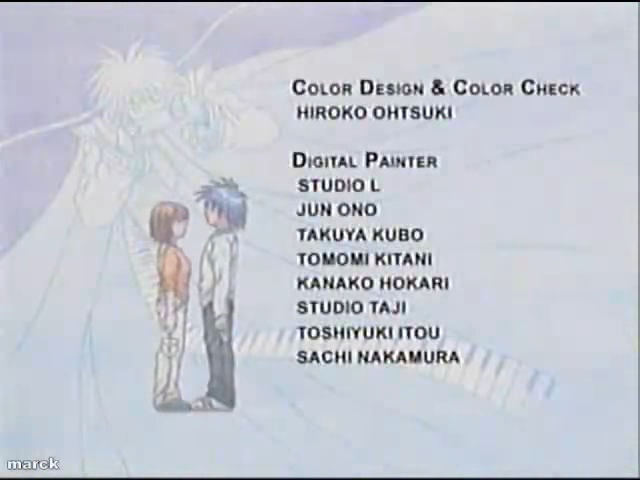 COLOR DESIGN & COLOR CHECK
HIROKO OHTSUKI
DIGITAL PAINTER
STUDIO L
JUN ONO
TAKUYA KUBO
TOMOMI KITANI
KANAKO HOKARI
STUDIO TAJI
TOSHIYUKI ITOU
SACHI NAKAMURA
marck